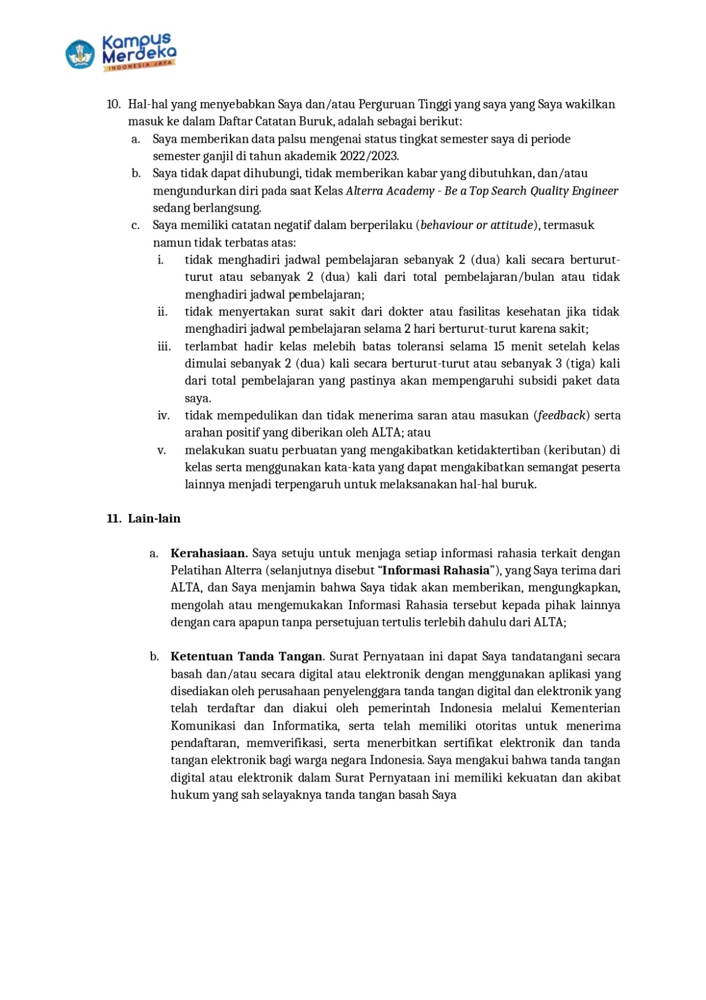 Kampus
Merdeka
INDONESIA JAYA
10. Hal-hal yang menyebabkan Saya dan/atau Perguruan Tinggi yang saya yang Saya wakilkan
masuk ke dalam Daftar Catatan Buruk, adalah sebagai berikut:
a. Saya memberikan data palsu mengenai status tingkat semester saya di periode
semester ganjil di tahun akademik 2022/2023.
b. Saya tidak dapat dihubungi, tidak memberikan kabar yang dibutuhkan, dan/atau
mengundurkan diri pada saat Kelas Alterra Academy - Be a Top Search Quality Engineer
sedang berlangsung.
c. Saya memiliki catatan negatif dalam berperilaku (behaviour or attitude), termasuk
namun tidak terbatas atas:
i. tidak menghadiri jadwal pembelajaran sebanyak 2 (dua) kali secara berturut-
turut atau sebanyak 2 (dua) kali dari total pembelajaran/bulan atau tidak
menghadiri jadwal pembelajaran;
ii. tidak menyertakan surat sakit dari dokter atau fasilitas kesehatan jika tidak
menghadiri jadwal pembelajaran selama 2 hari berturut-turut karena sakit;
iii. terlambat hadir kelas melebih batas toleransi selama 15 menit setelah kelas
dimulai sebanyak 2 (dua) kali secara berturut-turut atau sebanyak 3 (tiga) kali
dari total pembelajaran yang pastinya akan mempengaruhi subsidi paket data
saya.
iv. tidak mempedulikan dan tidak menerima saran atau masukan (feedback) serta
arahan positif yang diberikan oleh ALTA; atau
v. melakukan suatu perbuatan yang mengakibatkan ketidaktertiban (keributan) di
kelas serta menggunakan kata-kata yang dapat mengakibatkan semangat peserta
lainnya menjadi terpengaruh untuk melaksanakan hal-hal buruk.
11. Lain-lain
a. Kerahasiaan. Saya setuju untuk menjaga setiap informasi rahasia terkait dengan
Pelatihan Alterra (selanjutnya disebut “Informasi Rahasia”), yang Saya terima dari
ALTA, dan Saya menjamin bahwa Saya tidak akan memberikan, mengungkapkan,
mengolah atau mengemukakan Informasi Rahasia tersebut kepada pihak lainnya
dengan cara apapun tanpa persetujuan tertulis terlebih dahulu dari ALTA;
b. Ketentuan Tanda Tangan. Surat Pernyataan ini dapat Saya tandatangani secara
basah dan/atau secara digital atau elektronik dengan menggunakan aplikasi yang
disediakan oleh perusahaan penyelenggara tanda tangan digital dan elektronik yang
telah terdaftar dan diakui oleh pemerintah Indonesia melalui Kementerian
Komunikasi dan Informatika, serta telah memiliki otoritas untuk menerima
pendaftaran, memverifikasi, serta menerbitkan sertifikat elektronik dan tanda
tangan elektronik bagi warga negara Indonesia. Saya mengakui bahwa tanda tangan
digital atau elektronik dalam Surat Pernyataan ini memiliki kekuatan dan akibat
hukum yang sah selayaknya tanda tangan basah Saya